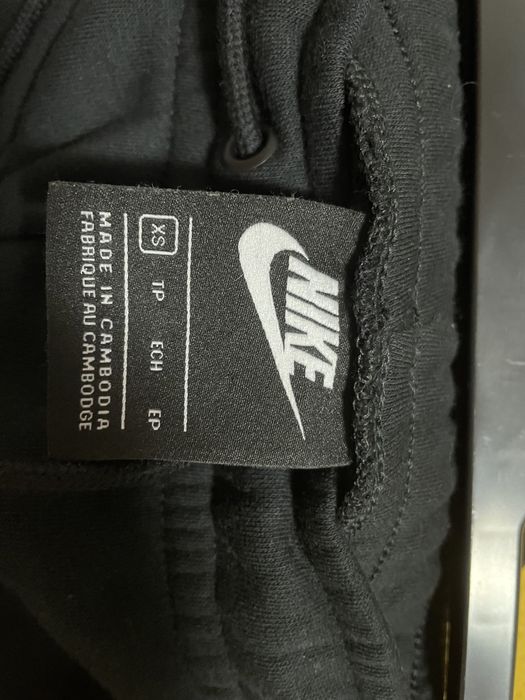 NIKE
XS TP ECH EP
MADE IN CAMBODIA
FABRIQUE AU CAMBODGE